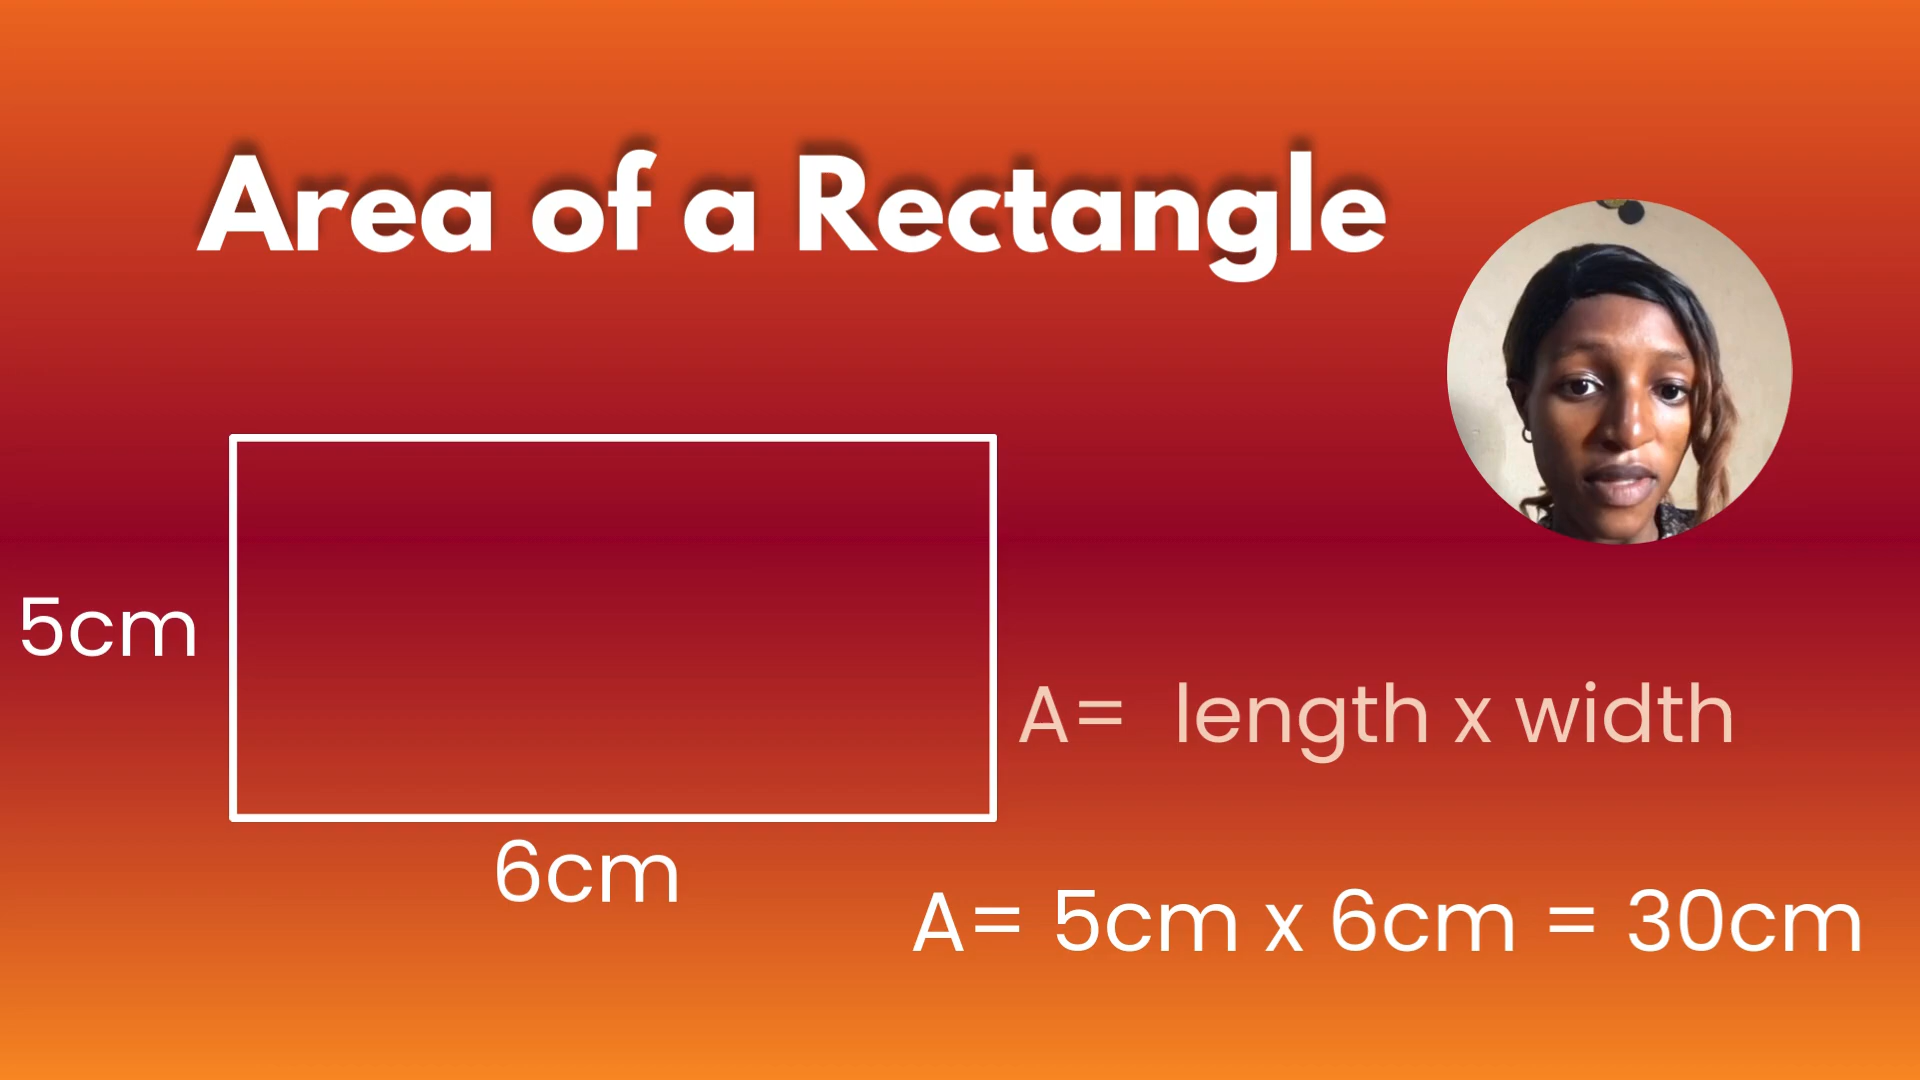 Area of a Rectangle
5cm
A= length x width
6cm
A= 5cm x 6cm = 30cm